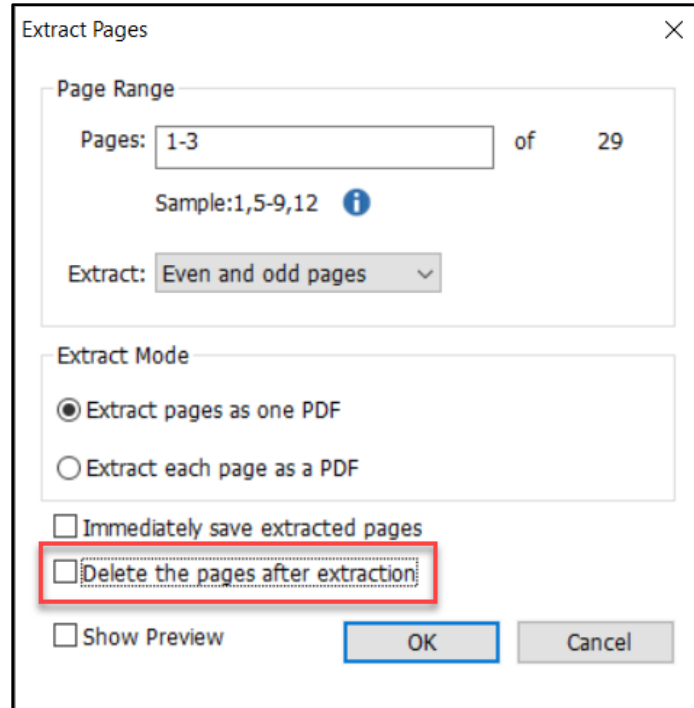 Extract Pages
Page Range
Pages: 1-3 of 29
Sample:1,5-9,12
Extract: Even and odd pages
Extract Mode
Extract pages as one PDF
Extract each page as a PDF
Immediately save extracted pages
Delete the pages after extraction
Show Preview OK Cancel